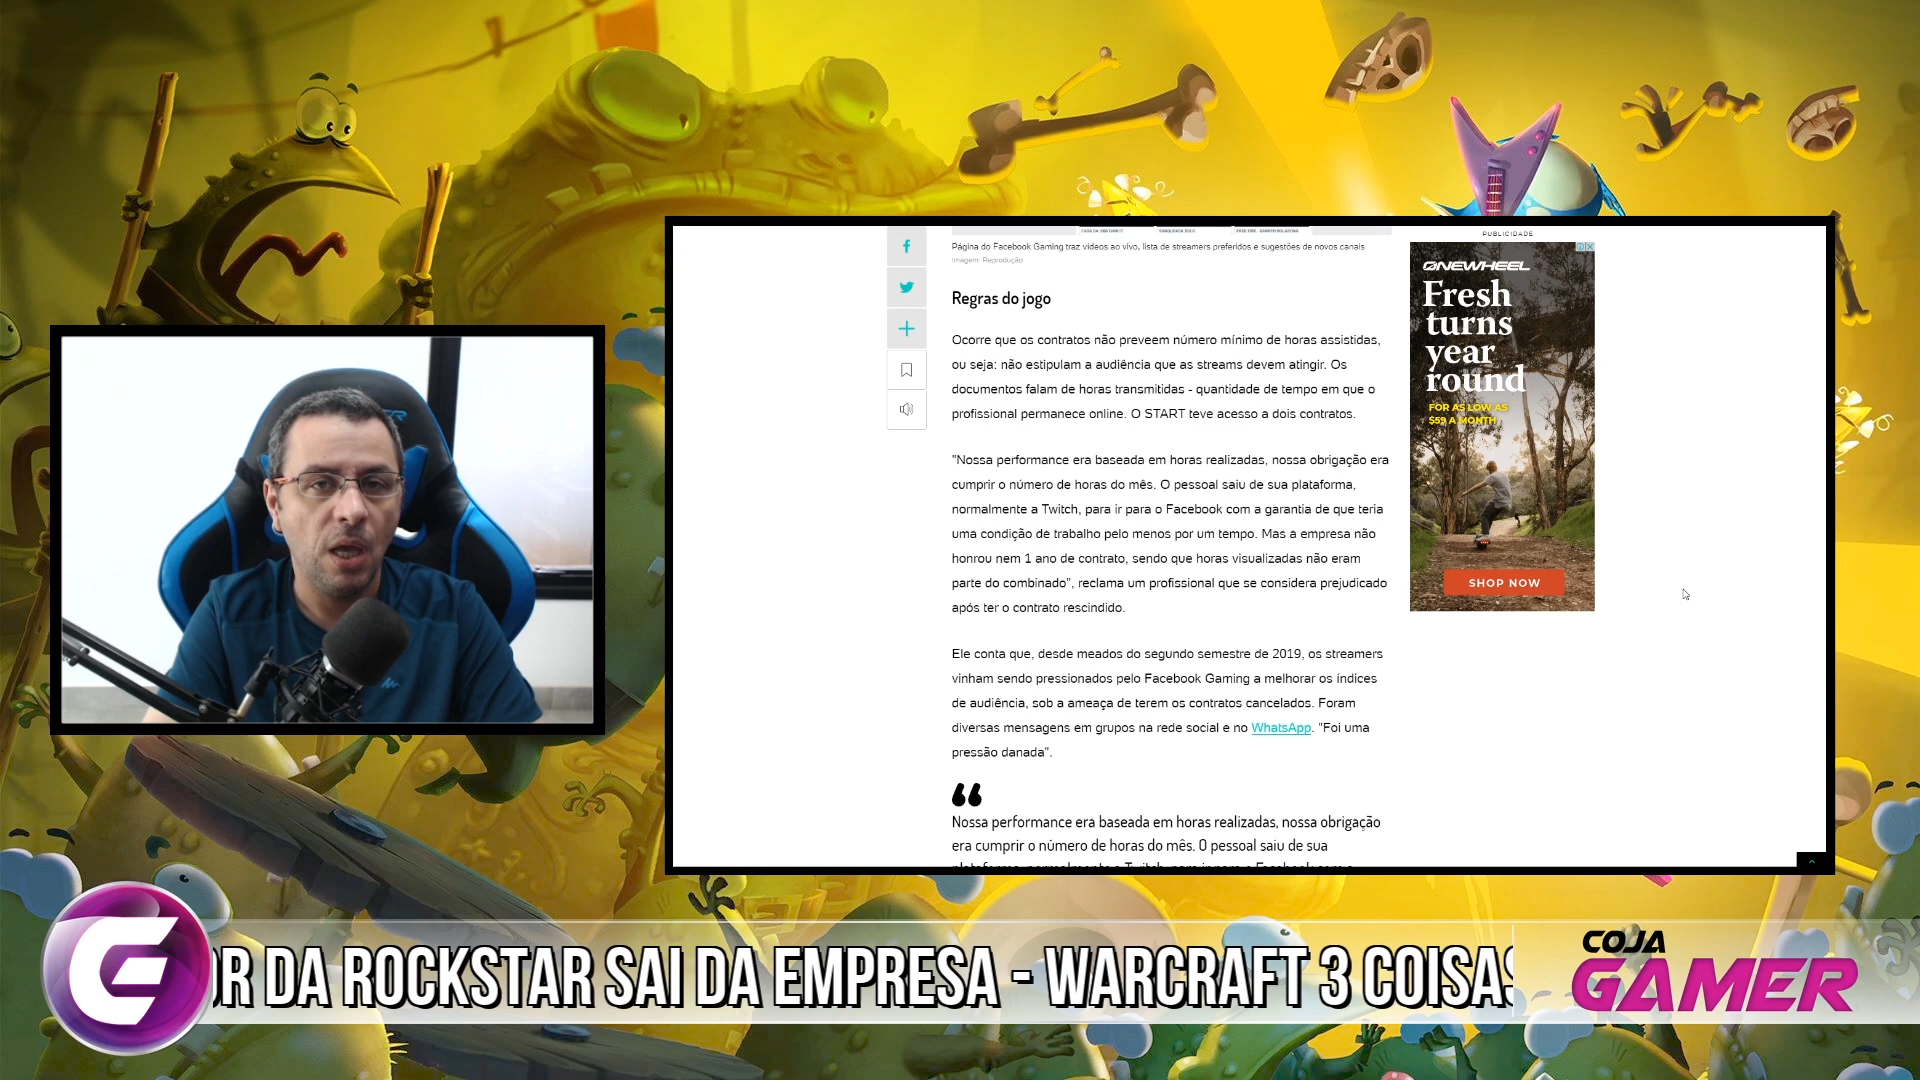 Página do Facebook Gaming traz vídeos ao vivo, lista de streamers preferidos e sugestões de novos canais
Imagem: Reprodução
Regras do jogo
Ocorre que os contratos não preveem número mínimo de horas assistidas,
ou seja: não estipulam a audiência que as streams devem atingir. Os
documentos falam de horas transmitidas - quantidade de tempo em que o
profissional permanece online. O START teve acesso a dois contratos.
"Nossa performance era baseada em horas realizadas, nossa obrigação era
cumprir o número de horas do mês. O pessoal saiu de sua plataforma,
normalmente a Twitch, para ir para o Facebook com a garantia de que teria
uma condição de trabalho pelo menos por um tempo. Mas a empresa não
honrou nem 1 ano de contrato, sendo que horas visualizadas não eram
parte do combinado", reclama um profissional que se considera prejudicado
após ter o contrato rescindido.
Ele conta que, desde meados do segundo semestre de 2019, os streamers
vinham sendo pressionados pelo Facebook Gaming a melhorar os índices
de audiência, sob a ameaça de terem os contratos cancelados. Foram
diversas mensagens em grupos na rede social e no WhatsApp. "Foi uma
pressão danada".
Nossa performance era baseada em horas realizadas, nossa obrigação
era cumprir o número de horas do mês. O pessoal saiu de sua
PUBLICIDADE
ONEWHEEL
Fresh
turns
year
round
FOR AS LOW AS
$59 A MONTH
SHOP NOW
OR DA ROCKSTAR SAI DA EMPRESA - WARCRAFT 3 COISAS
COJA
GAMER